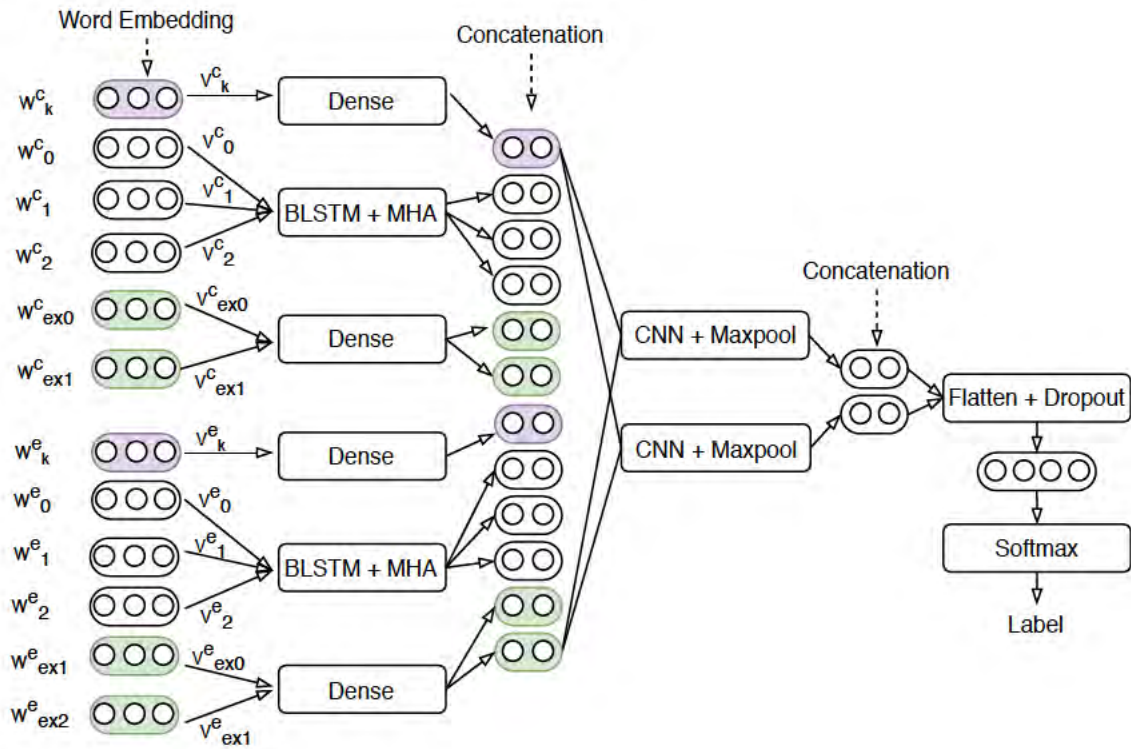 Word Embedding
Concatenation
w^c_k
v^c_k
Dense
w^c_0
v^c_0
w^c_1
v^c_1
BLSTM + MHA
w^c_2
v^c_2
Concatenation
w^c_ex0
v^c_ex0
Dense
CNN + Maxpool
w^c_ex1
v^c_ex1
Flatten + Dropout
w^e_k
v^e_k
Dense
CNN + Maxpool
w^e_0
v^e_0
w^e_1
v^e_1
BLSTM + MHA
Softmax
w^e_2
v^e_2
Label
w^e_ex1
v^e_ex0
Dense
w^e_ex2
v^e_ex1